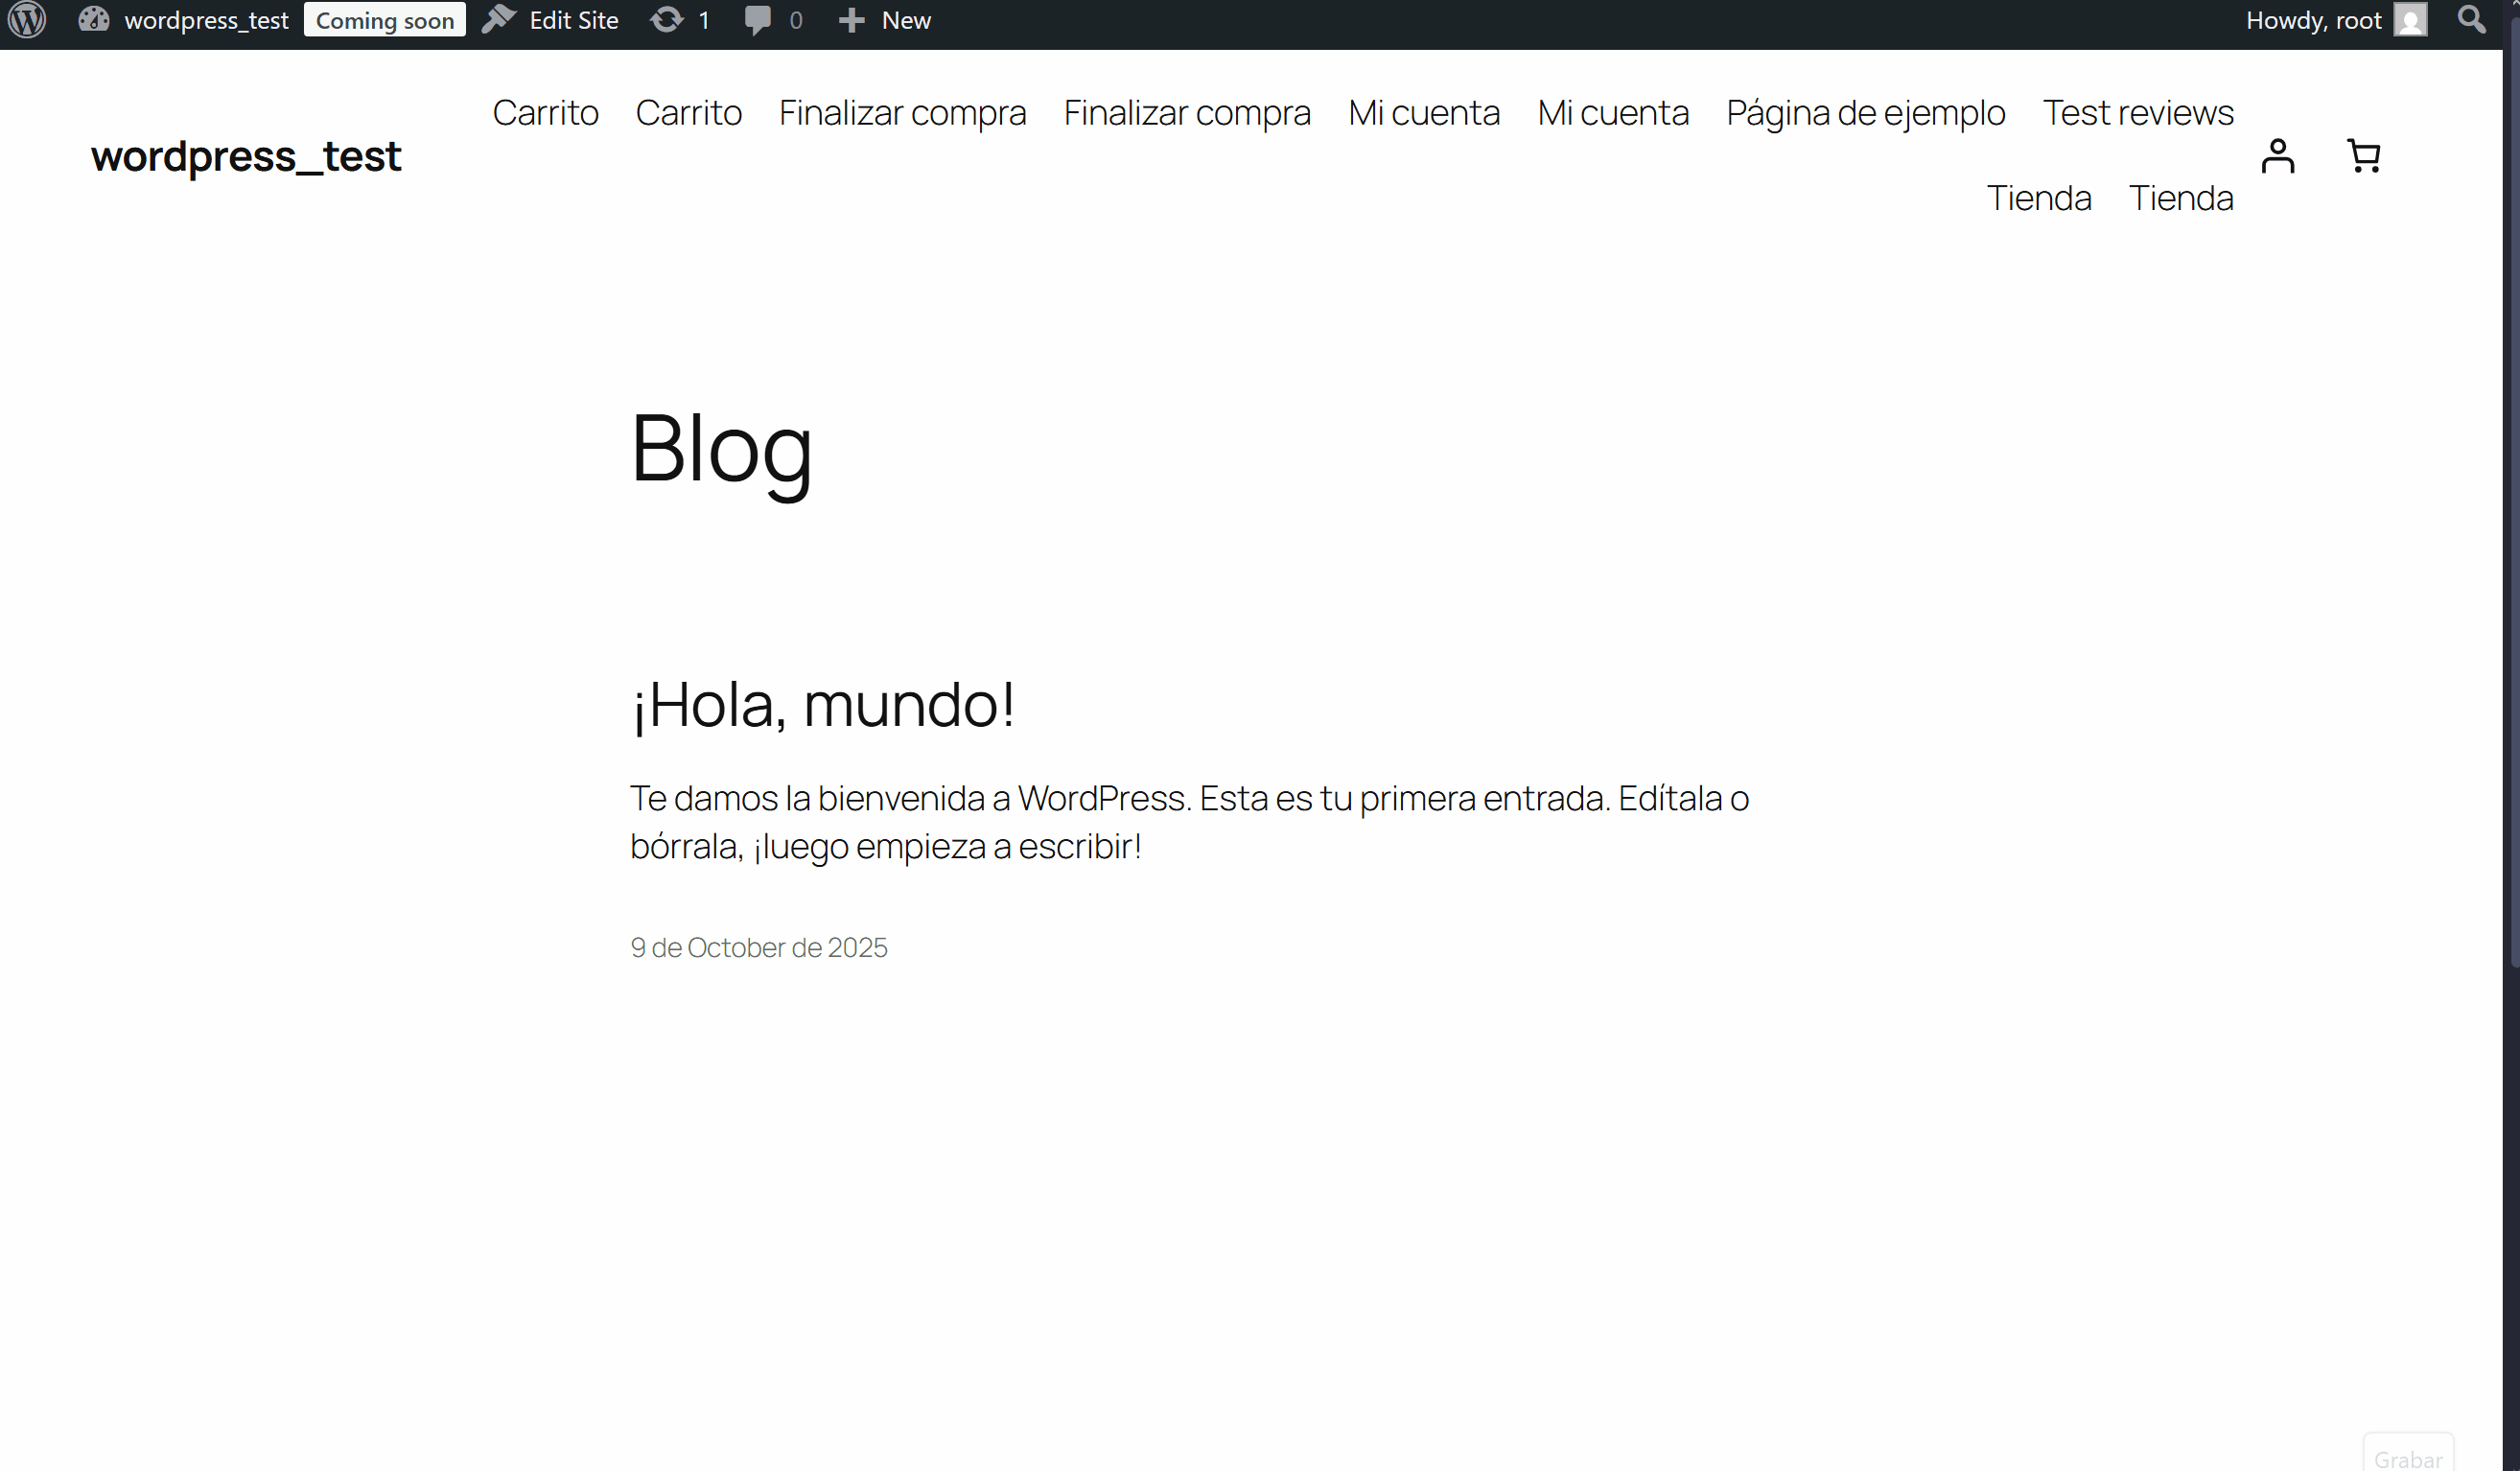 wordpress_test Coming soon Edit Site 1 0 New Howdy, root
Carrito Carrito Finalizar compra Finalizar compra Mi cuenta Mi cuenta Página de ejemplo Test reviews
wordpress_test
Tienda Tienda
Blog
¡Hola, mundo!
Te damos la bienvenida a WordPress. Esta es tu primera entrada. Edítala o
bórrala, ¡luego empieza a escribir!
9 de October de 2025
Grabar